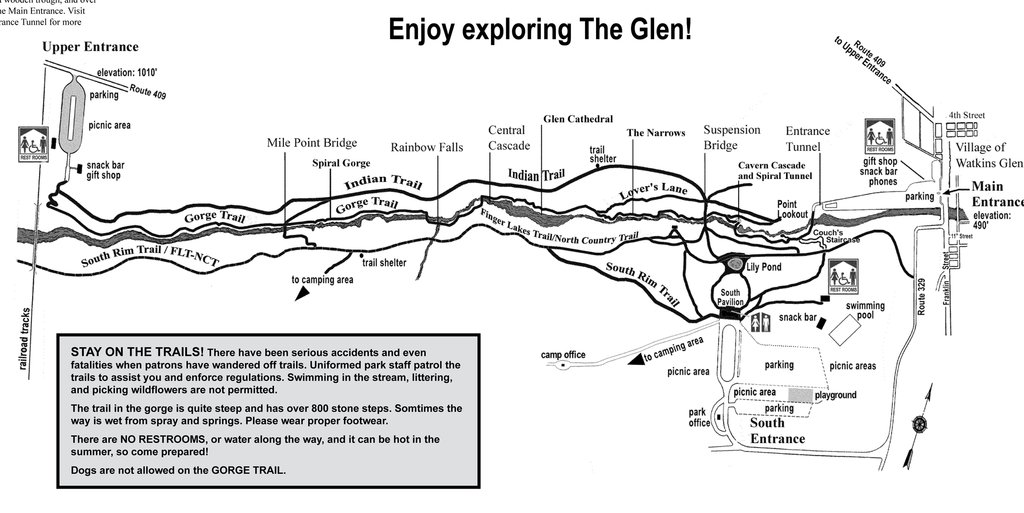 n wooden trough, and over
he Main Entrance. Visit
rance Tunnel for more
Enjoy exploring The Glen!
Upper Entrance
elevation: 1010'
Route 409
parking
picnic area
REST ROOMS
snack bar
gift shop
Mile Point Bridge
Spiral Gorge
Rainbow Falls
Central
Cascade
Glen Cathedral
The Narrows
trail
shelter
Suspension
Bridge
Cavern Cascade
and Spiral Tunnel
Entrance
Tunnel
Point
Lookout
Route 409
to Upper Entrance
REST ROOMS
gift shop
snack bar
phones
4th Street
Village of
Watkins Glen
parking
Main
Entrance
elevation:
490'
11th Street
Franklin Street
Route 329
Indian Trail
Indian Trail
Gorge Trail
Gorge Trail
Lover's Lane
Finger Lakes Trail/North Country Trail
South Rim Trail / FLT-NCT
South Rim Trail
Couch's
Staircase
trail shelter
to camping area
Lily Pond
South
Pavilion
REST ROOMS
snack bar
swimming
pool
railroad tracks
camp office
to camping area
picnic area
parking
picnic areas
picnic area
playground
parking
park
office
South
Entrance
STAY ON THE TRAILS! There have been serious accidents and even
fatalities when patrons have wandered off trails. Uniformed park staff patrol the
trails to assist you and enforce regulations. Swimming in the stream, littering,
and picking wildflowers are not permitted.
The trail in the gorge is quite steep and has over 800 stone steps. Somtimes the
way is wet from spray and springs. Please wear proper footwear.
There are NO RESTROOMS, or water along the way, and it can be hot in the
summer, so come prepared!
Dogs are not allowed on the GORGE TRAIL.